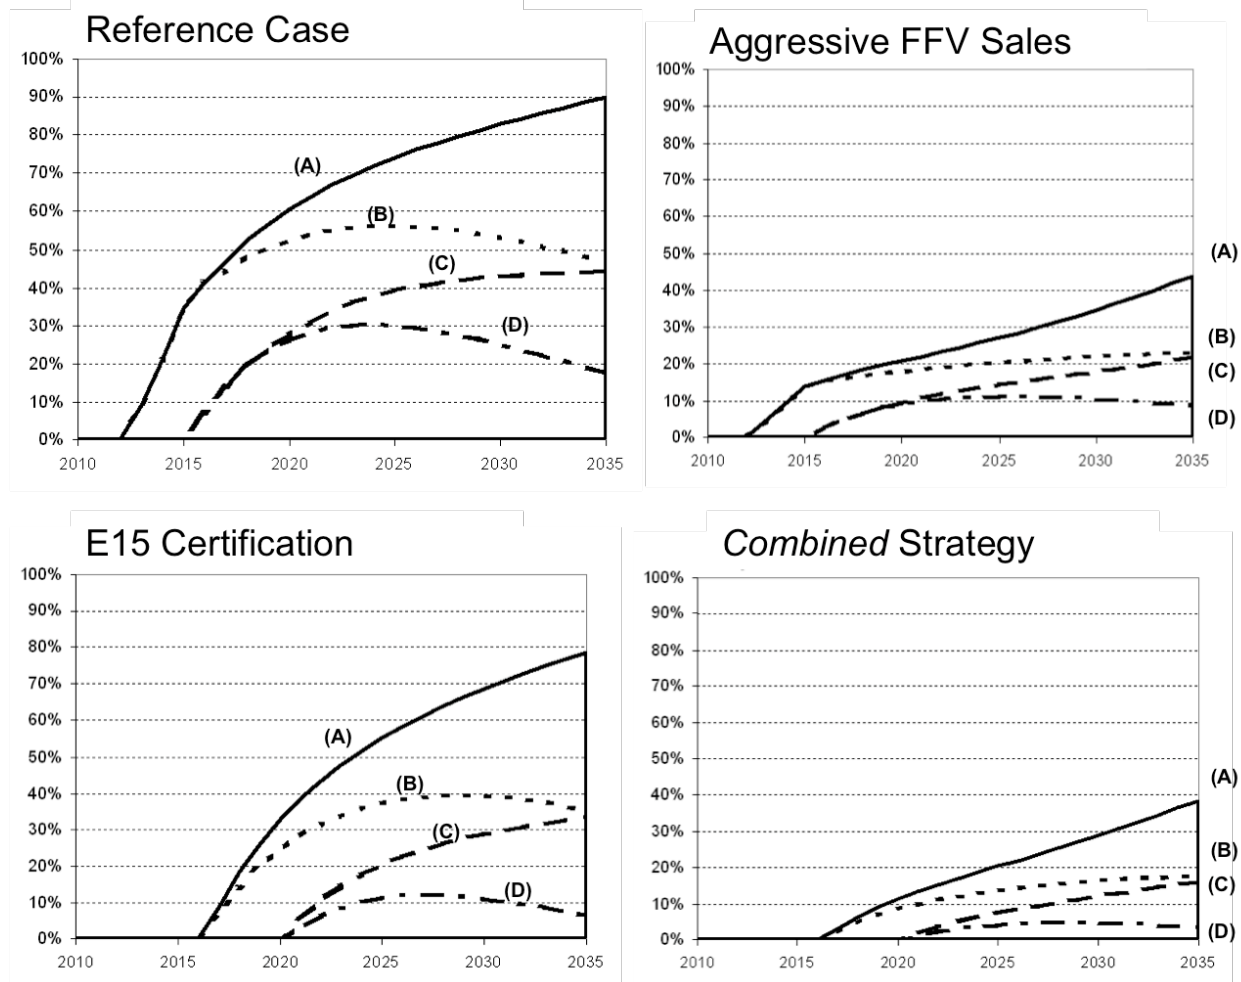 Reference Case
100%
90%
80%
70%
60%
50%
40%
30%
20%
10%
0%
(A)
(B)
(C)
(D)
2010 2015 2020 2025 2030 2035
Aggressive FFV Sales
100%
90%
80%
70%
60%
50%
40%
30%
20%
10%
0%
(A)
(B)
(C)
(D)
2010 2015 2020 2025 2030 2035
E15 Certification
100%
90%
80%
70%
60%
50%
40%
30%
20%
10%
0%
(A)
(B)
(C)
(D)
2010 2015 2020 2025 2030 2035
Combined Strategy
100%
90%
80%
70%
60%
50%
40%
30%
20%
10%
0%
(A)
(B)
(C)
(D)
2010 2015 2020 2025 2030 2035